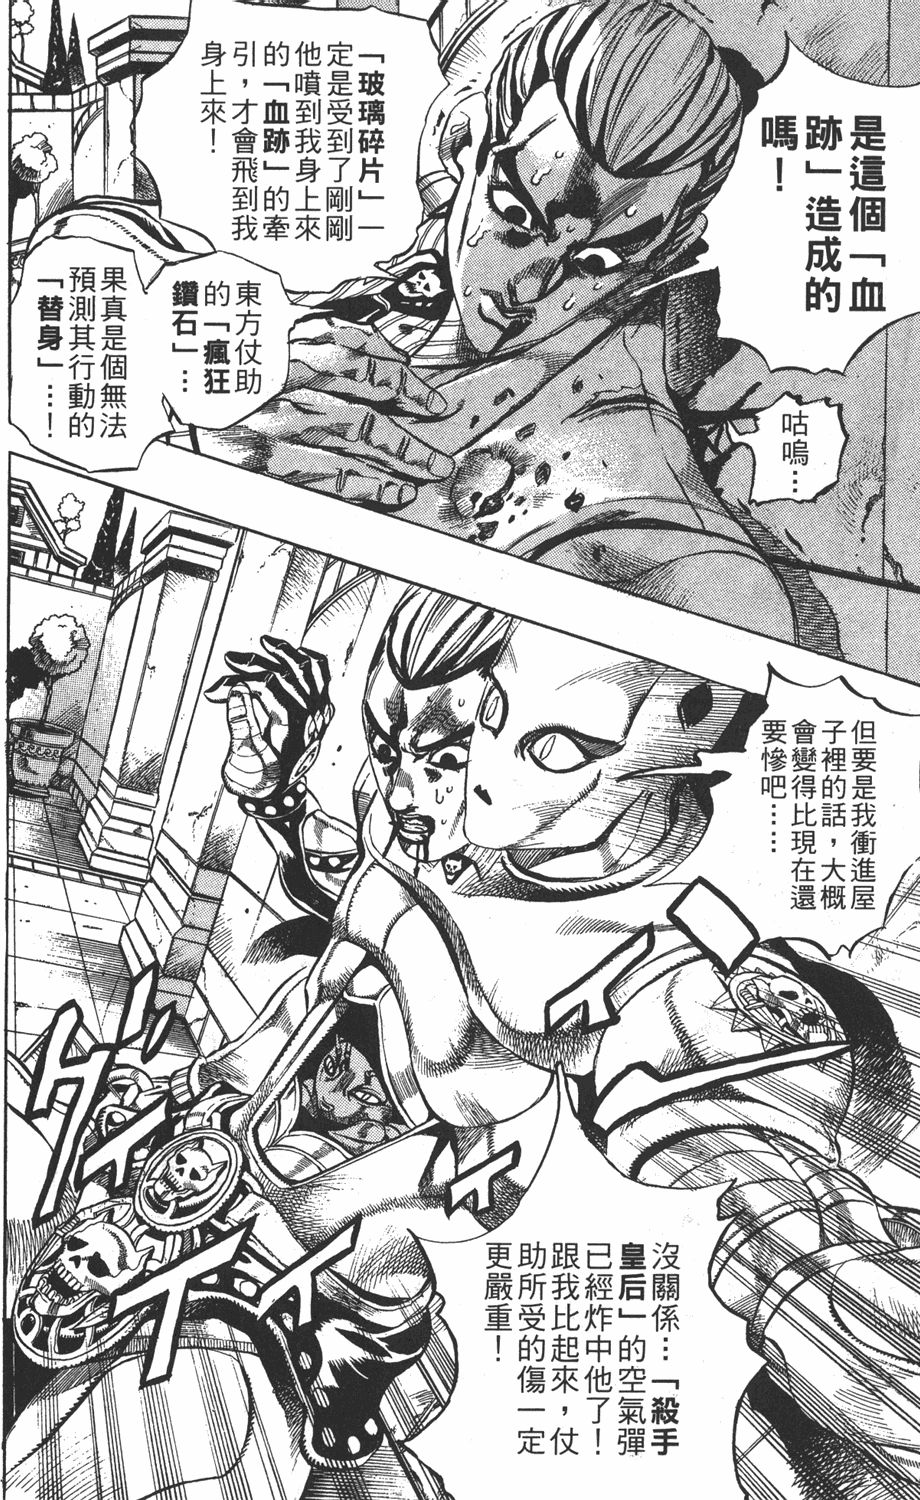 是這個「血
跡」造成的
嗎！
咕嗚…
「玻璃碎片」一
定是受到了剛剛
他噴到我身上來
的「血跡」的牽
引，才會飛到我
身上來！
東方仗助
的「瘋狂
鑽石」…
果真是個無法
預測其行動的
「替身」…！
但要是我衝進屋
子裡的話，大概
會變得比現在還
要慘吧……
沒關係…「殺手
皇后」的空氣彈
已經炸中他了！
跟我比起來，仗
助所受的傷一定
更嚴重！